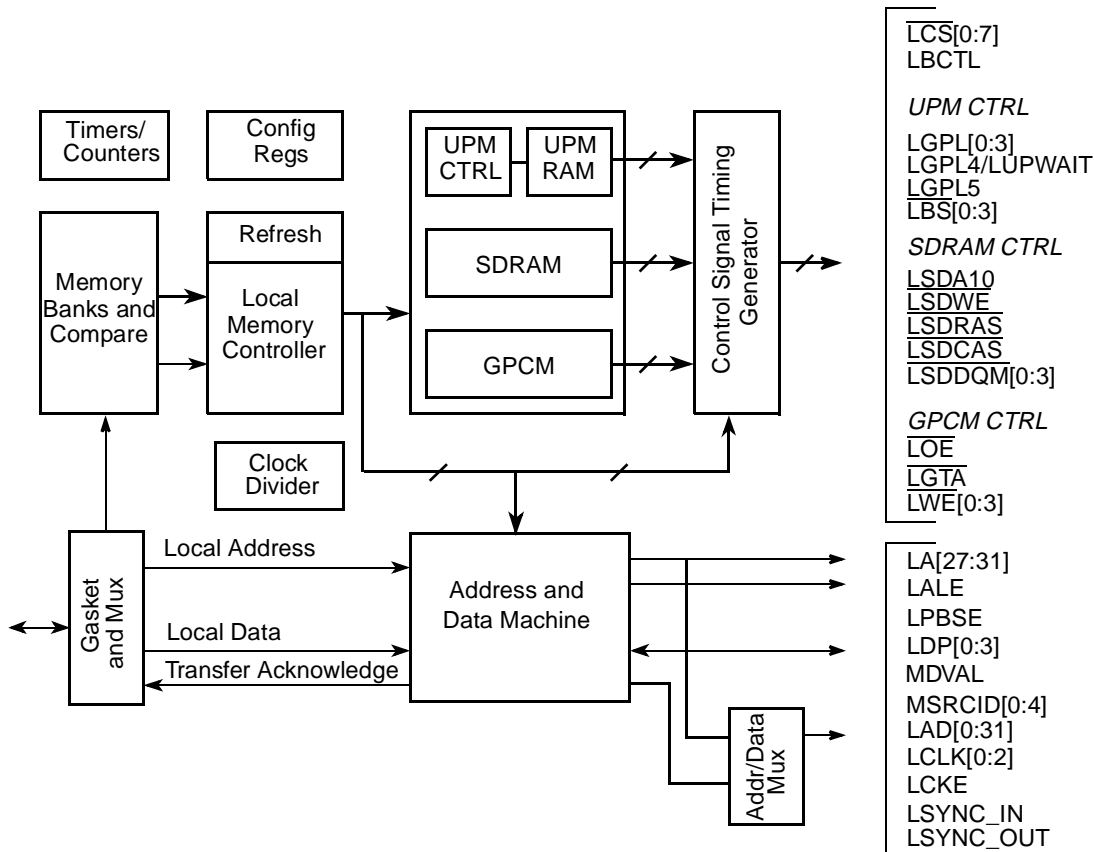 Timers/
Counters
Config
Regs
UPM
CTRL
UPM
RAM
Refresh
Memory
Banks and
Compare
Local
Memory
Controller
SDRAM
GPCM
Control Signal Timing
Generator
Clock
Divider
Gasket
and Mux
Local Address
Local Data
Transfer Acknowledge
Address and
Data Machine
Addr/Data
Mux
LCS[0:7]
LBCTL
UPM CTRL
LGPL[0:3]
LGPL4/LUPWAIT
LGPL5
LBS[0:3]
SDRAM CTRL
LSDA10
LSDWE
LSDRAS
LSDCAS
LSDDQM[0:3]
GPCM CTRL
LOE
LGTA
LWE[0:3]
LA[27:31]
LALE
LPBSE
LDP[0:3]
MDVAL
MSRCID[0:4]
LAD[0:31]
LCLK[0:2]
LCKE
LSYNC_IN
LSYNC_OUT